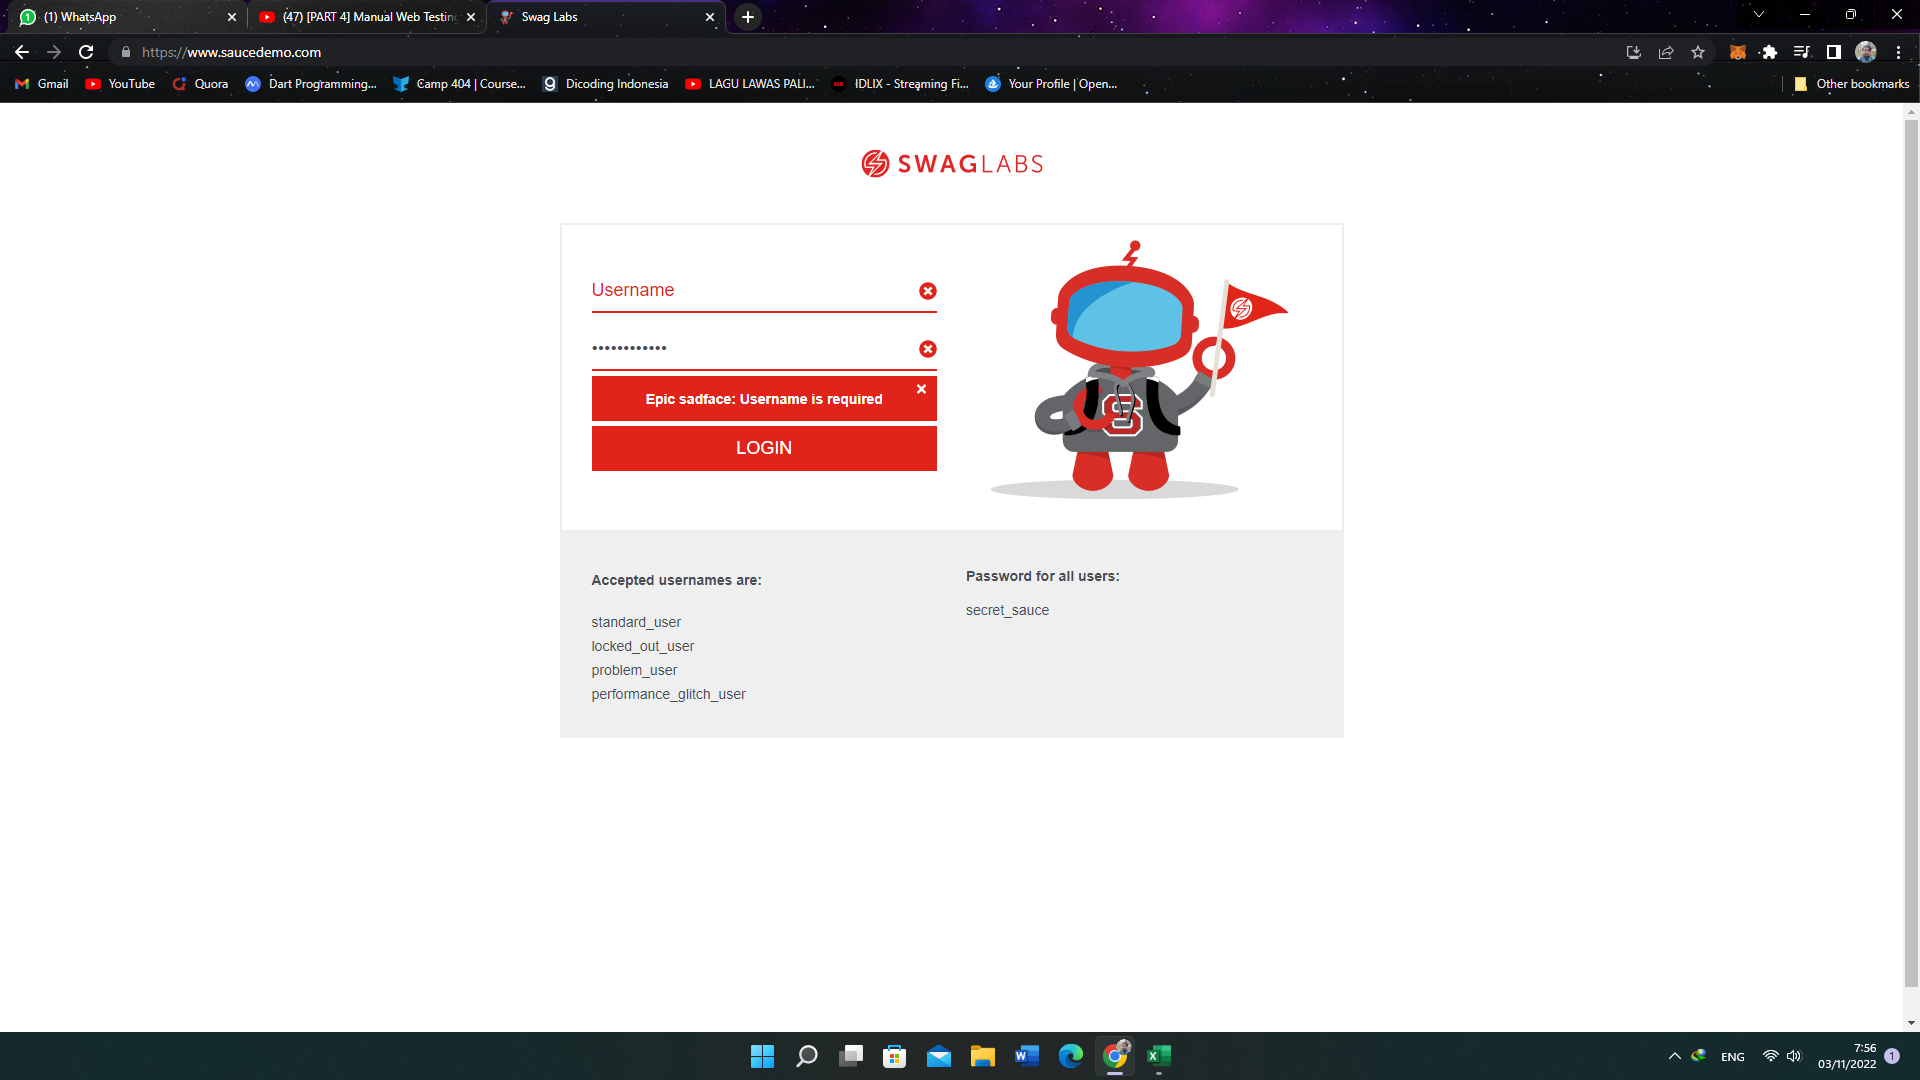 (1) WhatsApp
(47) [PART 4] Manual Web Testing
Swag Labs
https://www.saucedemo.com
Gmail
YouTube
Quora
Dart Programming...
Camp 404 | Course...
Dicoding Indonesia
LAGU LAWAS PALI...
IDLIX - Streaming Fi...
Your Profile | Open...
Other bookmarks
SWAGLABS
Username
••••••••••••
Epic sadface: Username is required
LOGIN
Accepted usernames are:
standard_user
locked_out_user
problem_user
performance_glitch_user
Password for all users:
secret_sauce
S
ENG
7:56
03/11/2022
1